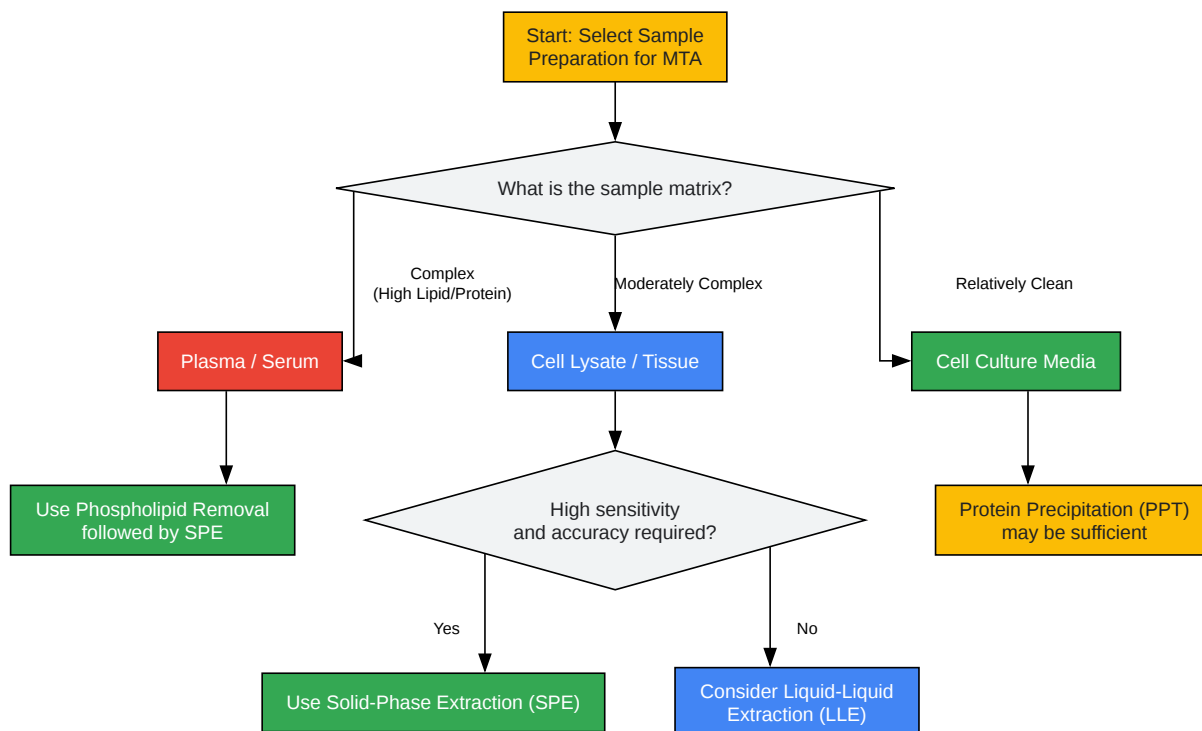 Start: Select Sample
Preparation for MTA
What is the sample matrix?
Complex
(High Lipid/Protein)
Moderately Complex
Relatively Clean
Plasma / Serum
Cell Lysate / Tissue
Cell Culture Media
Use Phospholipid Removal
followed by SPE
High sensitivity
and accuracy required?
Protein Precipitation (PPT)
may be sufficient
Yes
No
Use Solid-Phase Extraction (SPE)
Consider Liquid-Liquid
Extraction (LLE)